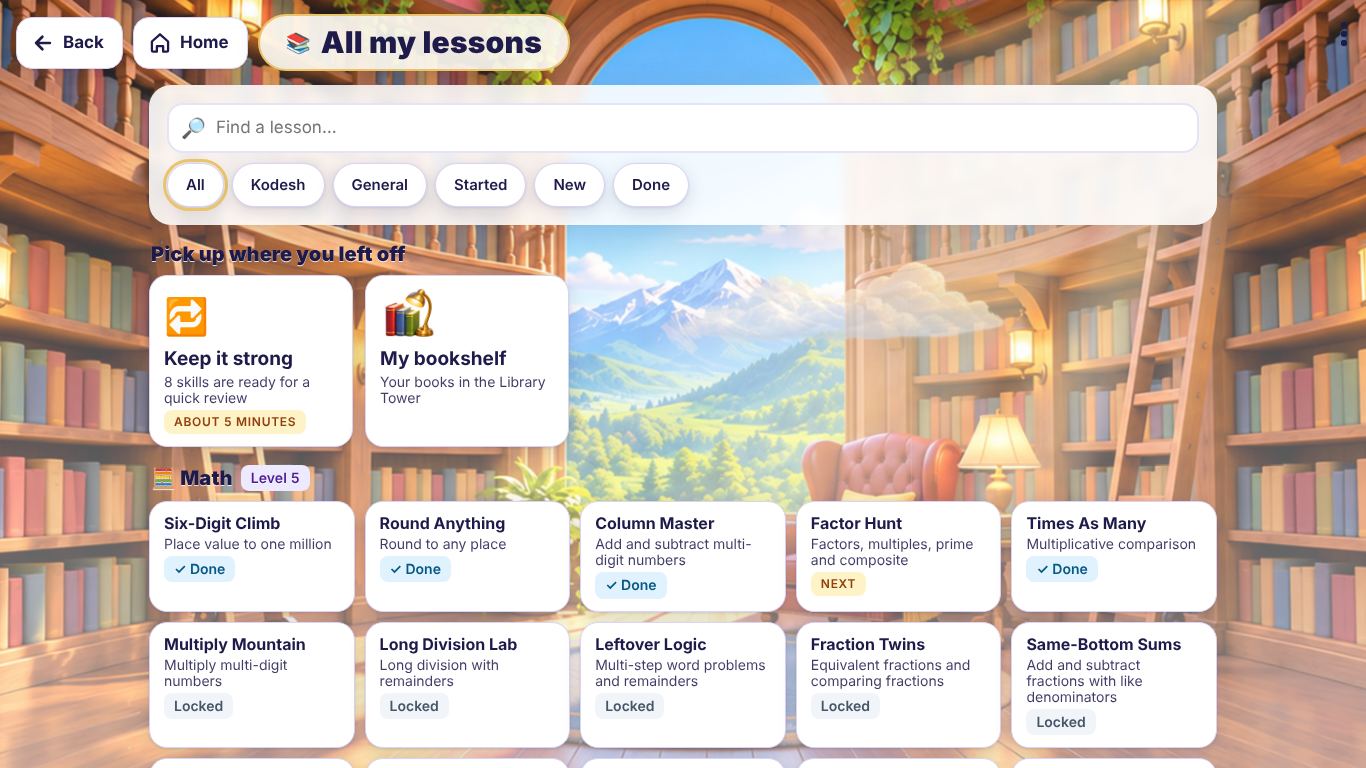 Back
Home
All my lessons
Find a lesson...
All
Kodesh
General
Started
New
Done
Pick up where you left off
Keep it strong
8 skills are ready for a
quick review
ABOUT 5 MINUTES
My bookshelf
Your books in the Library
Tower
Math
Level 5
Six-Digit Climb
Place value to one million
✓ Done
Round Anything
Round to any place
✓ Done
Column Master
Add and subtract multi-
digit numbers
✓ Done
Factor Hunt
Factors, multiples, prime
and composite
NEXT
Times As Many
Multiplicative comparison
✓ Done
Multiply Mountain
Multiply multi-digit
numbers
Locked
Long Division Lab
Long division with
remainders
Locked
Leftover Logic
Multi-step word problems
and remainders
Locked
Fraction Twins
Equivalent fractions and
comparing fractions
Locked
Same-Bottom Sums
Add and subtract
fractions with like
denominators
Locked